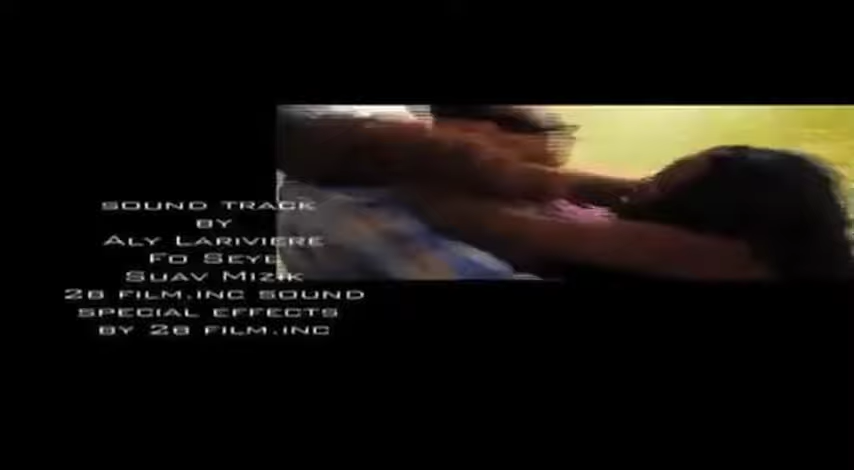 SOUND TRACK
BY
ALY LARIVIERE
FO SEYE
SUAV MIZIK
28 FILM.INC SOUND
SPECIAL EFFECTS
BY 28 FILM.INC